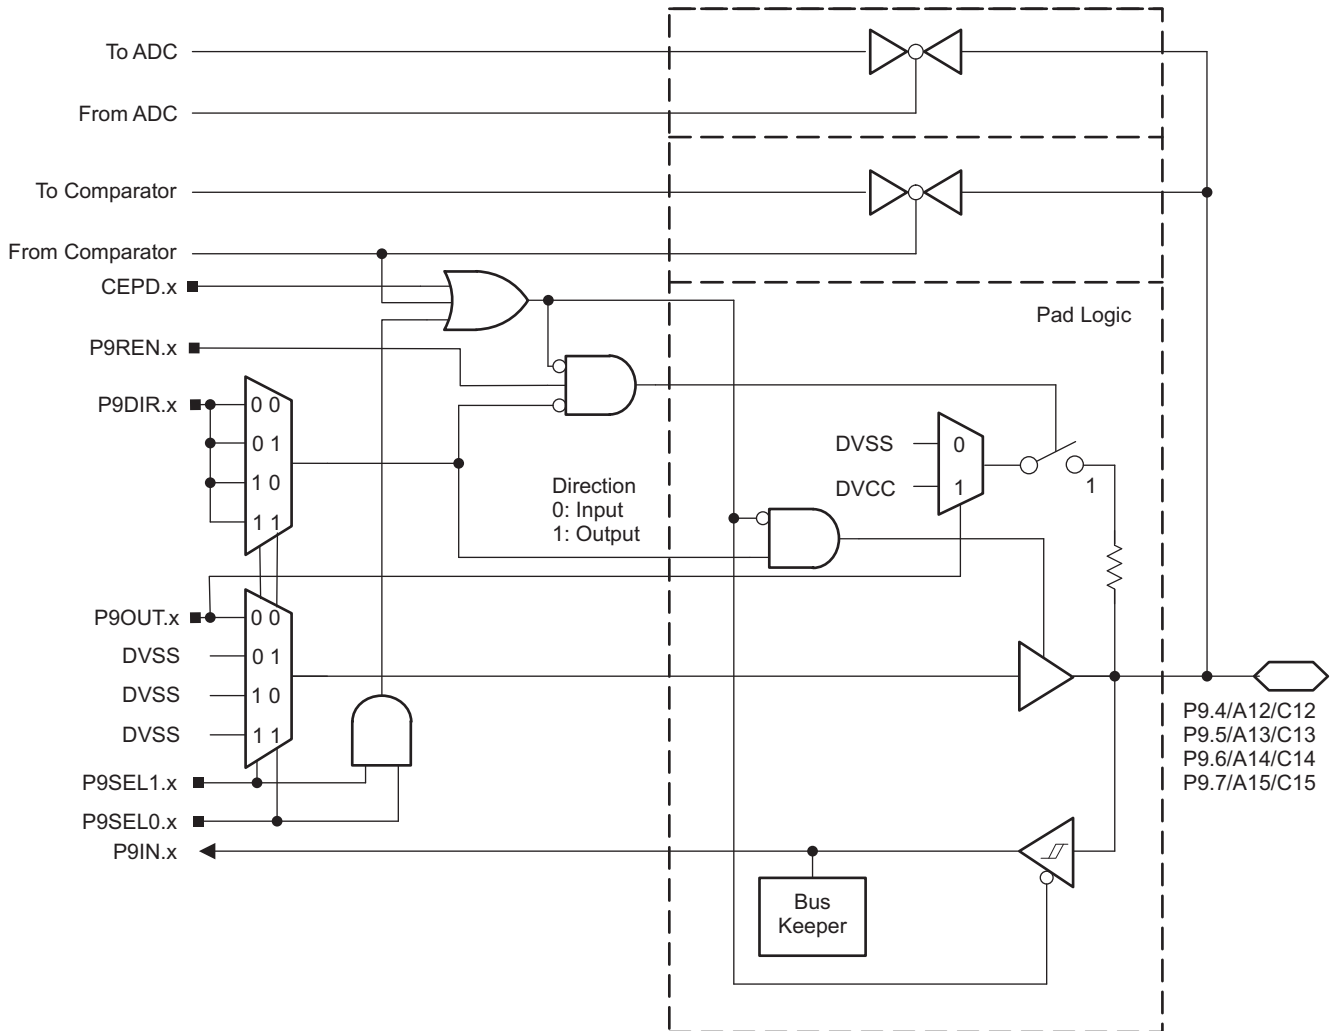 To ADC
From ADC
To Comparator
From Comparator
CEPD.x
Pad Logic
P9REN.x
P9DIR.x
0 0
0 1
1 0
1 1
DVSS
0
DVCC
1
1
Direction
0: Input
1: Output
P9OUT.x
0 0
DVSS
0 1
DVSS
1 0
DVSS
1 1
P9.4/A12/C12
P9.5/A13/C13
P9.6/A14/C14
P9.7/A15/C15
P9SEL1.x
P9SEL0.x
P9IN.x
Bus
Keeper